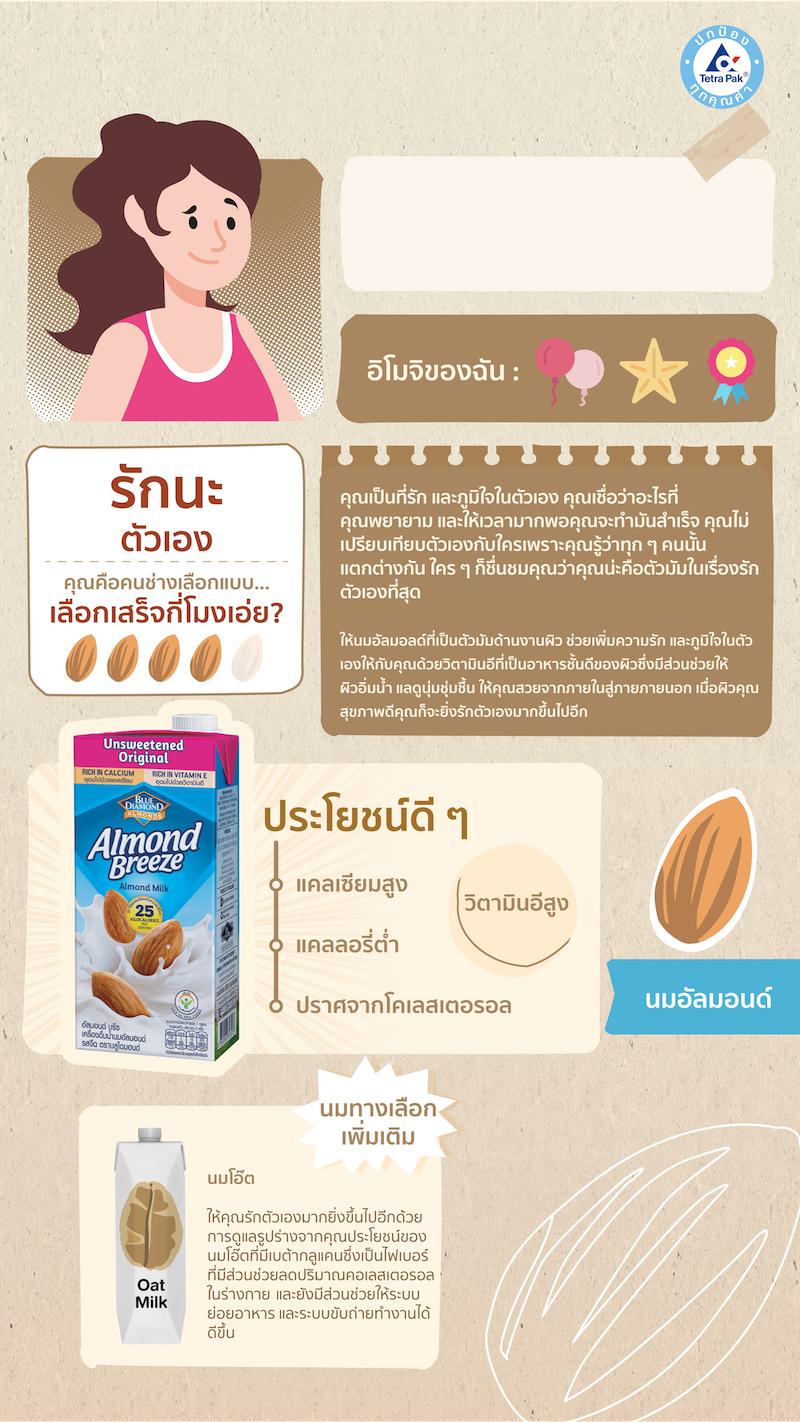 ปกป้อง
Tetra Pak®
ทุกคุณค่า
อิโมจิของฉัน :
รักนะ
ตัวเอง
คุณคือคนช่างเลือกแบบ...
เลือกเสร็จกี่โมงเอ่ย?
คุณเป็นที่รัก และภูมิใจในตัวเอง คุณเชื่อว่าอะไรที่
คุณพยายาม และให้เวลามากพอคุณจะทำมันสำเร็จ คุณไม่
เปรียบเทียบตัวเองกับใครเพราะคุณรู้ว่าทุก ๆ คนนั้น
แตกต่างกัน ใคร ๆ ก็ชื่นชมคุณว่าคุณน่ะคือตัวมัมในเรื่องรัก
ตัวเองที่สุด
ให้นมอัลมอลด์ที่เป็นตัวมัมด้านงานผิว ช่วยเพิ่มความรัก และภูมิใจในตัว
เองให้กับคุณด้วยวิตามินอีที่เป็นอาหารชั้นดีของผิวซึ่งมีส่วนช่วยให้
ผิวอิ่มน้ำ แลดูนุ่มชุ่มชื้น ให้คุณสวยจากภายในสู่ภายภายนอก เมื่อผิวคุณ
สุขภาพดีคุณก็จะยิ่งรักตัวเองมากขึ้นไปอีก
Unsweetened
Original
RICH IN CALCIUM
อุดมไปด้วยแคลเซียม
RICH IN VITAMIN E
อุดมไปด้วยวิตามินอี
BLUE
DIAMOND
ALMONDS
Almond
Breeze
Almond Milk
25
KILOCALORIES
PER
SERVING
อัลมอนด์ บรีซ
เครื่องดื่มน้ำนมอัลมอนด์
รสจืด ตราบลูไดมอนด์
ประโยชน์ดี ๆ
แคลเซียมสูง
วิตามินอีสูง
แคลลอรี่ต่ำ
ปราศจากโคเลสเตอรอล
นมอัลมอนด์
นมทางเลือก
เพิ่มเติม
นมโอ๊ต
ให้คุณรักตัวเองมากยิ่งขึ้นไปอีกด้วย
การดูแลรูปร่างจากคุณประโยชน์ของ
นมโอ๊ตที่มีเบต้ากลูแคนซึ่งเป็นไฟเบอร์
ที่มีส่วนช่วยลดปริมาณคอเลสเตอรอล
ในร่างกาย และยังมีส่วนช่วยให้ระบบ
ย่อยอาหาร และระบบขับถ่ายทำงานได้
ดีขึ้น
Oat
Milk